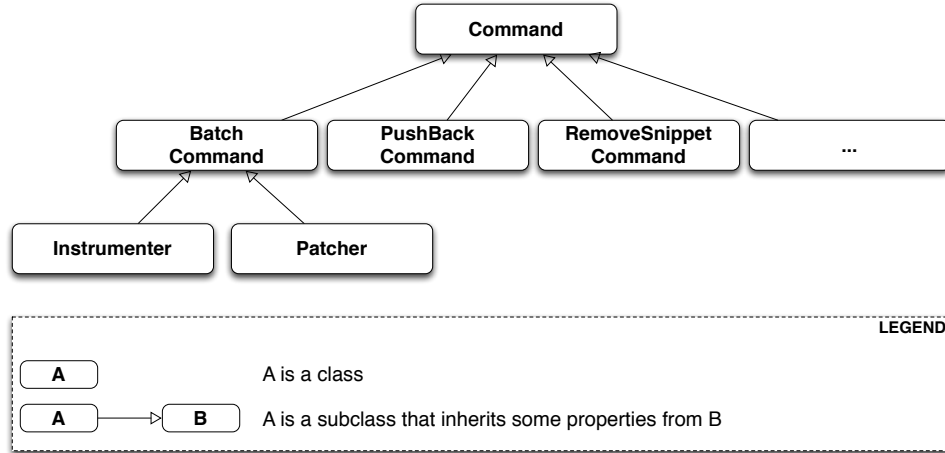 Command
Batch
Command
PushBack
Command
RemoveSnippet
Command
...
Instrumenter
Patcher
LEGEND
A
A is a class
A
B
A is a subclass that inherits some properties from B